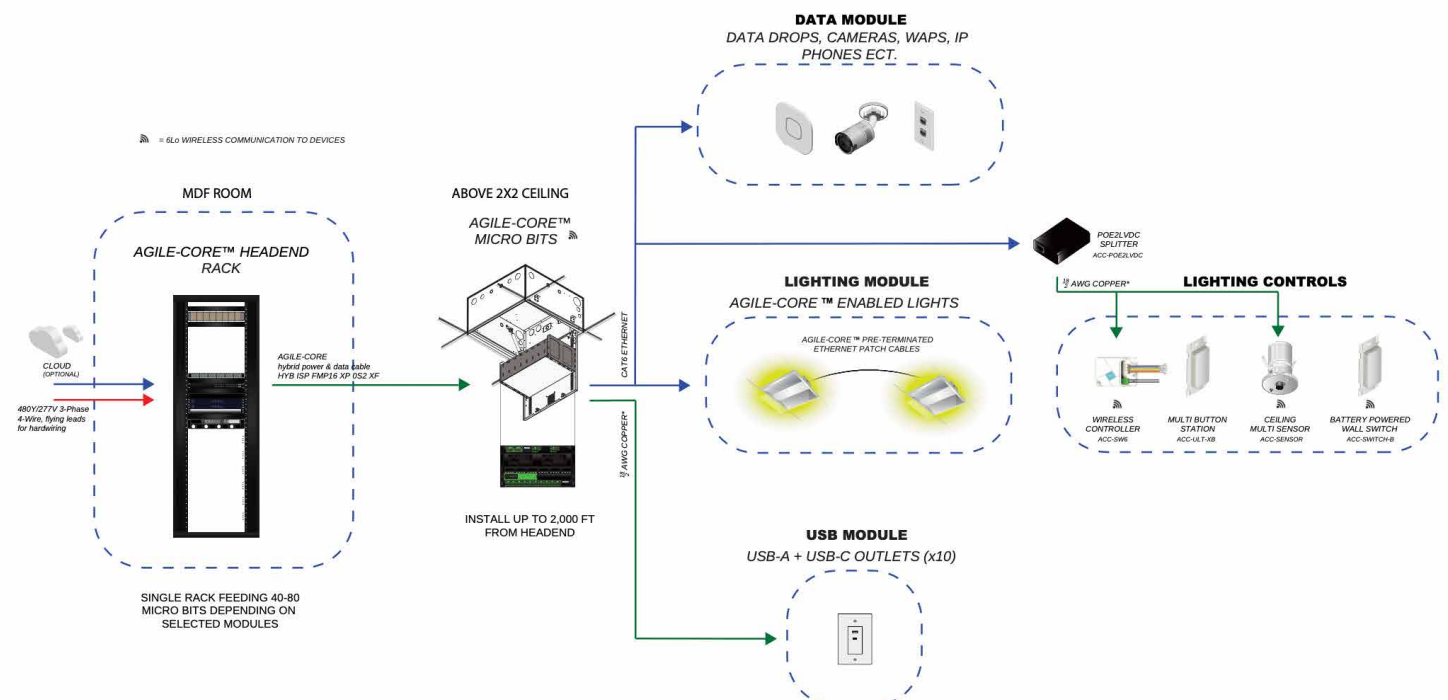 DATA MODULE
DATA DROPS, CAMERAS, WAPS, IP
PHONES ECT.
= 6Lo WIRELESS COMMUNICATION TO DEVICES
MDF ROOM
AGILE-CORE™ HEADEND
RACK
CLOUD
(OPTIONAL)
480Y/277V 3-Phase
4-Wire, flying leads
for hardwiring
SINGLE RACK FEEDING 40-80
MICRO BITS DEPENDING ON
SELECTED MODULES
AGILE-CORE
hybrid power & data cable
HYB ISP FMP16 XP 0S2 XF
ABOVE 2X2 CEILING
AGILE-CORE™
MICRO BITS
INSTALL UP TO 2,000 FT
FROM HEADEND
CAT6 ETHERNET
18/2 AWG COPPER*
LIGHTING MODULE
AGILE-CORE ™ ENABLED LIGHTS
AGILE-CORE™ PRE-TERMINATED
ETHERNET PATCH CABLES
USB MODULE
USB-A + USB-C OUTLETS (x10)
POE2LVDC
SPLITTER
ACC-POE2LVDC
18/2 AWG COPPER*
LIGHTING CONTROLS
WIRELESS
CONTROLLER
ACC-SW6
MULTI BUTTON
STATION
ACC-ULT-XB
CEILING
MULTI SENSOR
ACC-SENSOR
BATTERY POWERED
WALL SWITCH
ACC-SWITCH-B